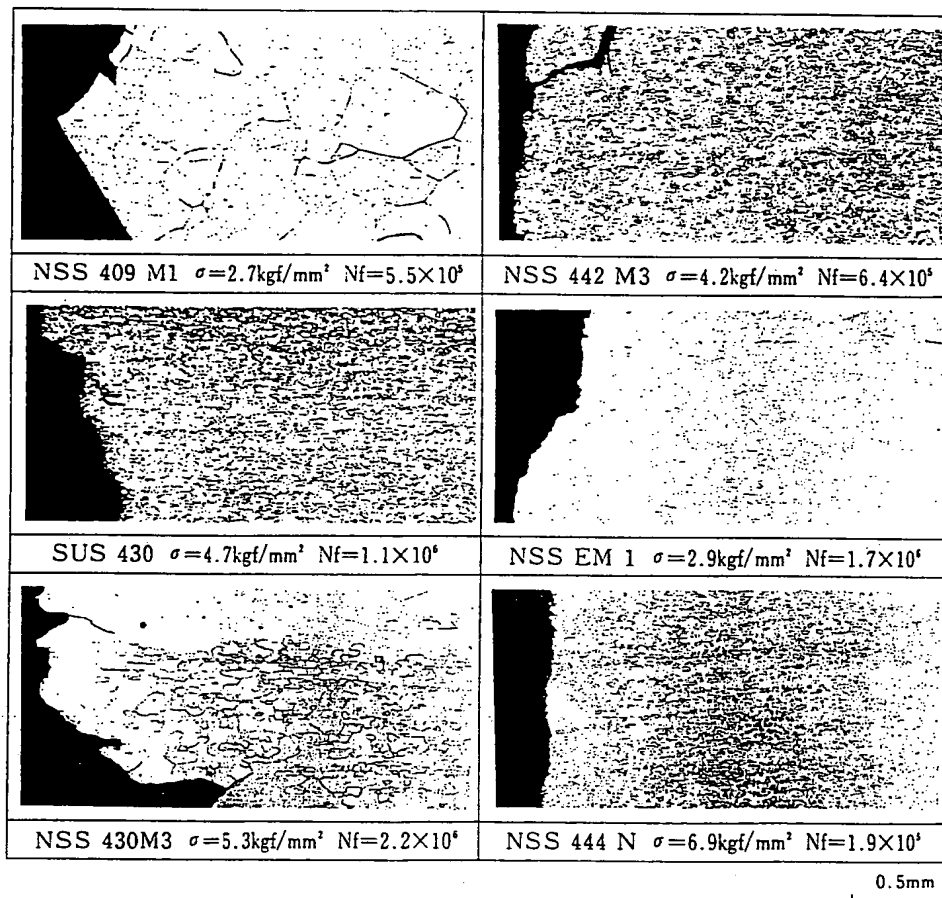 NSS 409 M1 σ=2.7kgf/mm² Nf=5.5×10⁵
NSS 442 M3 σ=4.2kgf/mm² Nf=6.4×10⁵
SUS 430 σ=4.7kgf/mm² Nf=1.1×10⁶
NSS EM 1 σ=2.9kgf/mm² Nf=1.7×10⁶
NSS 430M3 σ=5.3kgf/mm² Nf=2.2×10⁶
NSS 444 N σ=6.9kgf/mm² Nf=1.9×10⁵
0.5mm